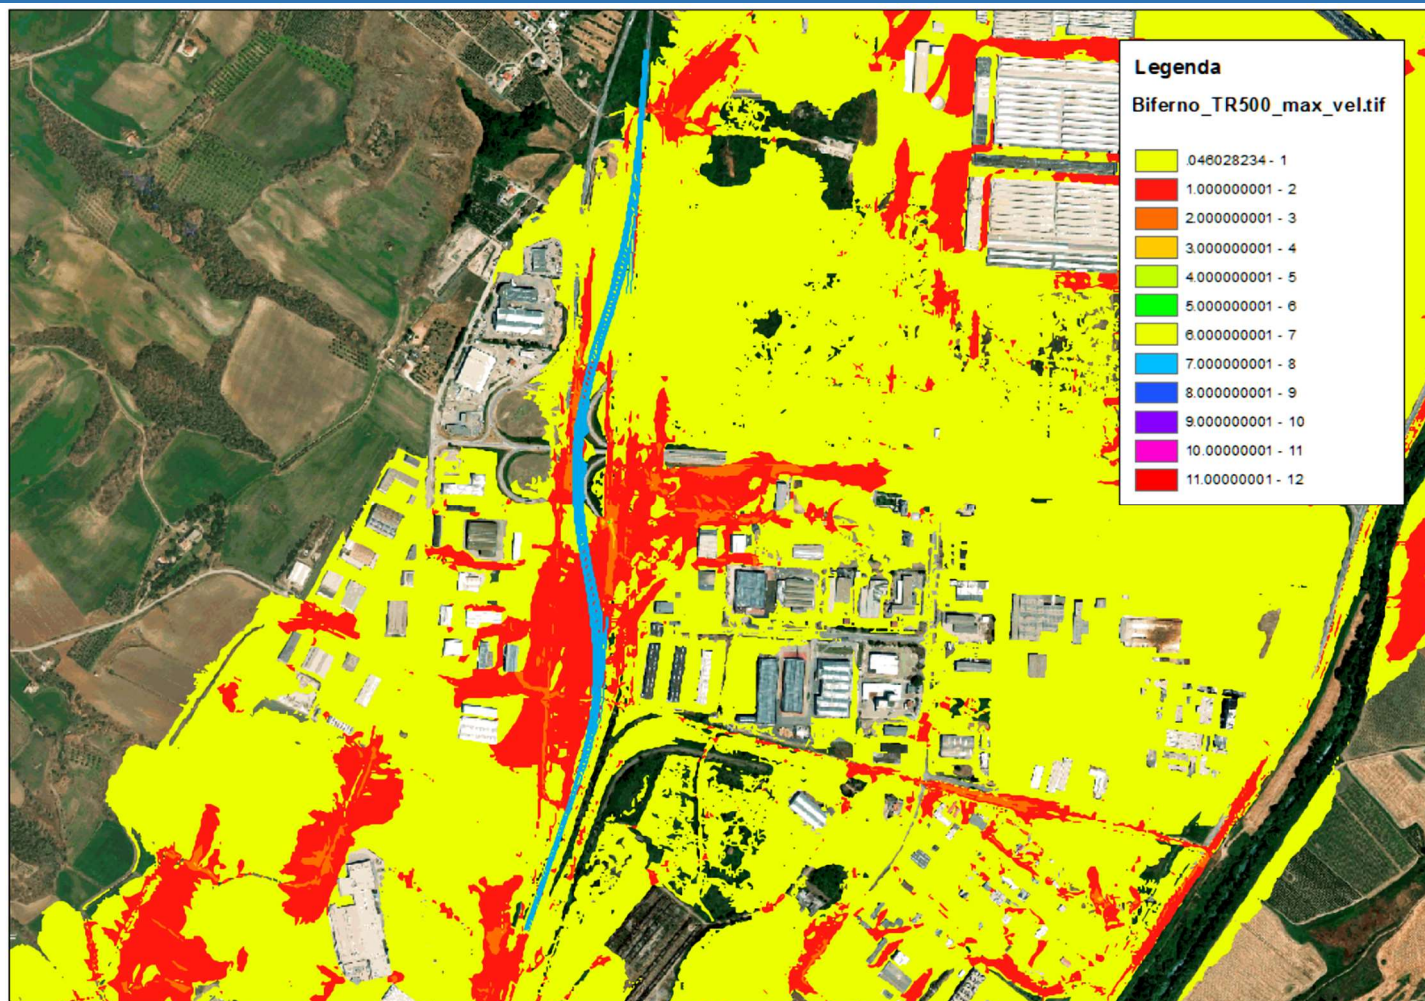 Legenda
Biferno_TR500_max_vel.tif
.046028234 - 1
1.000000001 - 2
2.000000001 - 3
3.000000001 - 4
4.000000001 - 5
5.000000001 - 6
6.000000001 - 7
7.000000001 - 8
8.000000001 - 9
9.000000001 - 10
10.00000001 - 11
11.00000001 - 12